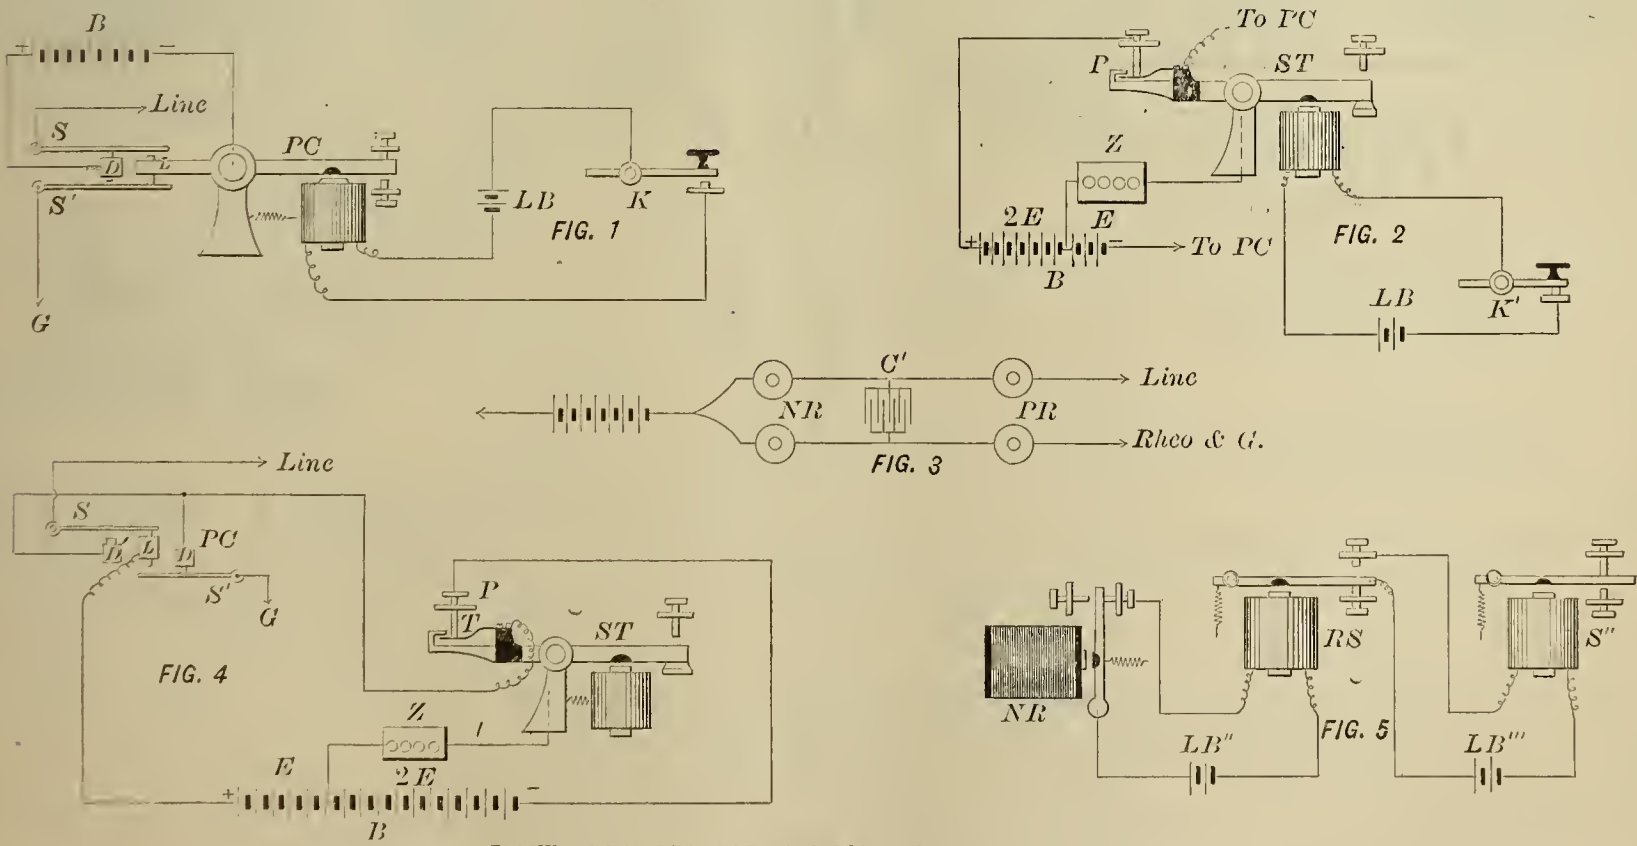 B
+ −
Line
S
PC
D
L
S'
LB
K
FIG. 1
G
To PC
P
ST
Z
2E E
+ −
To PC
B
FIG. 2
LB
K'
C'
Line
NR
PR
Rheo & G.
FIG. 3
Line
S
PC
D'
L
D
S'
G
P
T
ST
FIG. 4
Z
E
2E
+ −
B
RS
S"
NR
FIG. 5
LB"
LB'''